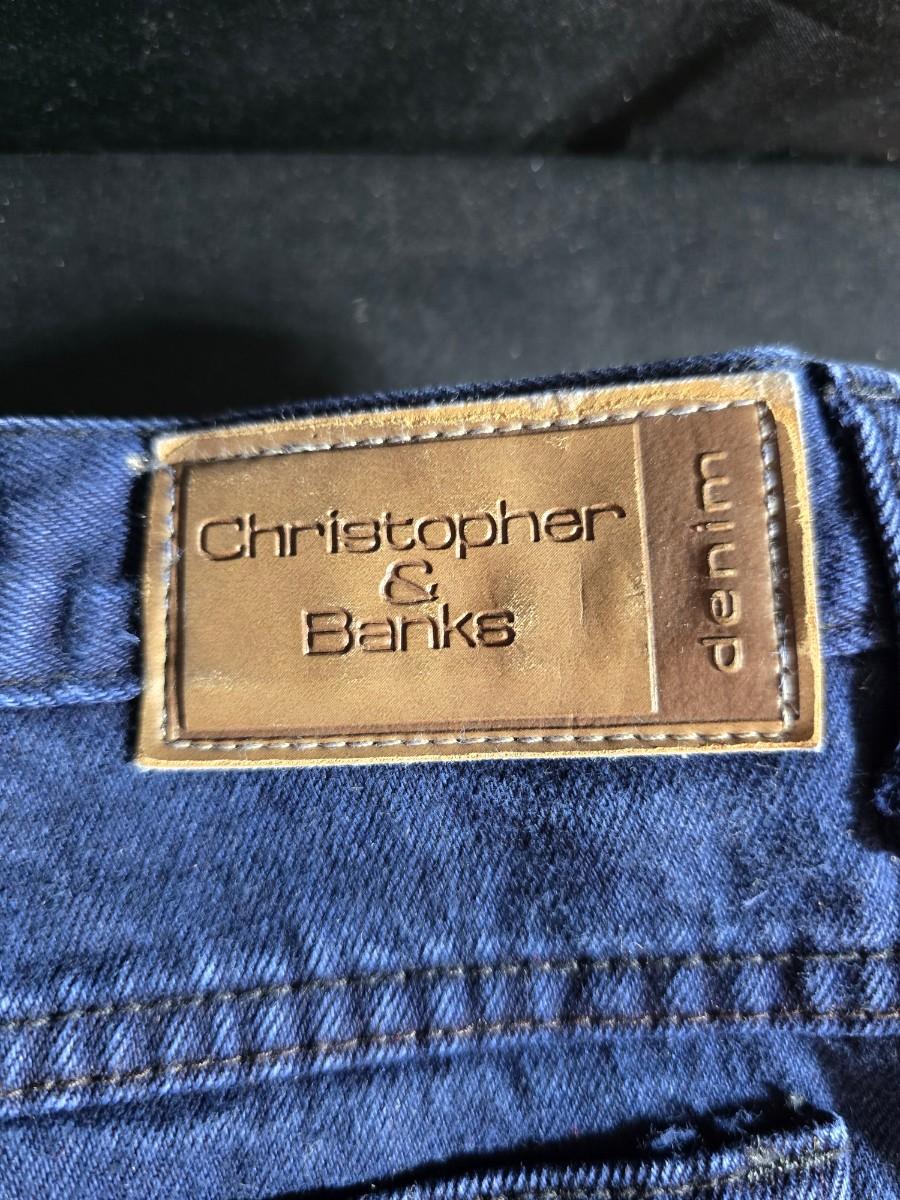 Christopher
&
Banks
denim